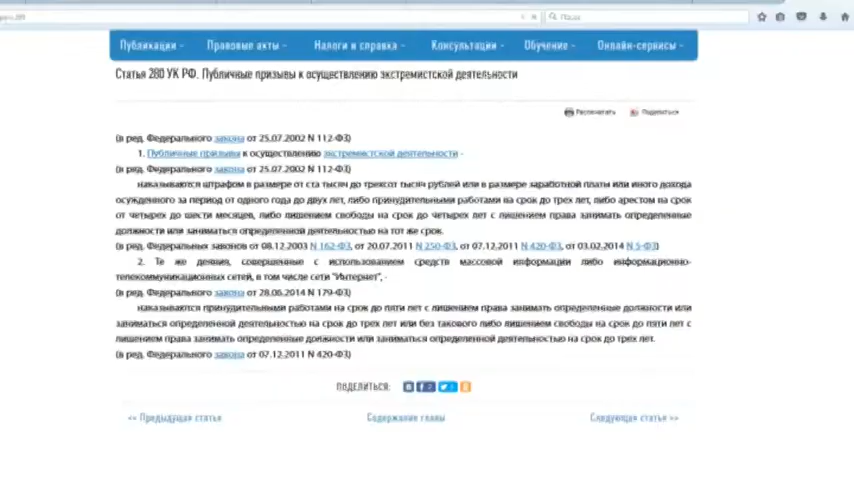 Публикации
Правовые акты
Налоги и справка
Консультации
Обучение
Онлайн-сервисы
Статья 280 УК РФ. Публичные призывы к осуществлению экстремистской деятельности
Распечатать
Поделиться
(в ред. Федерального закона от 25.07.2002 N 112-ФЗ)
1. Публичные призывы к осуществлению экстремистской деятельности -
(в ред. Федерального закона от 25.07.2002 N 112-ФЗ)
наказываются штрафом в размере от ста тысяч до трехсот тысяч рублей или в размере заработной платы или иного дохода
осужденного за период от одного года до двух лет, либо принудительными работами на срок до трех лет, либо арестом на срок
от четырех до шести месяцев, либо лишением свободы на срок до четырех лет с лишением права занимать определенные
должности или заниматься определенной деятельностью на тот же срок.
(в ред. Федеральных законов от 08.12.2003 N 162-ФЗ, от 20.07.2011 N 250-ФЗ, от 07.12.2011 N 420-ФЗ, от 03.02.2014 N 5-ФЗ)
2. Те же деяния, совершенные с использованием средств массовой информации либо информационно-
телекоммуникационных сетей, в том числе сети "Интернет", -
(в ред. Федерального закона от 28.06.2014 N 179-ФЗ)
наказываются принудительными работами на срок до пяти лет с лишением права занимать определенные должности или
заниматься определенной деятельностью на срок до трех лет или без такового либо лишением свободы на срок до пяти лет с
лишением права занимать определенные должности или заниматься определенной деятельностью на срок до трех лет.
(в ред. Федерального закона от 07.12.2011 N 420-ФЗ)
ПОДЕЛИТЬСЯ:
<< Предыдущая статья
Содержание главы
Следующая статья >>